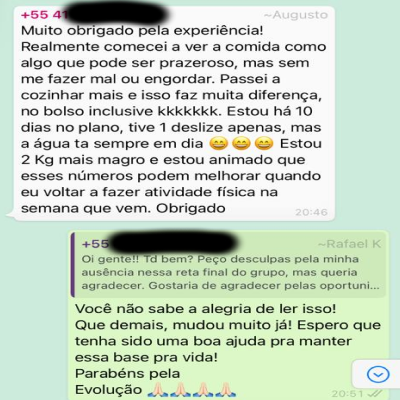 +55 41 ~Augusto
Muito obrigado pela experiência!
Realmente comecei a ver a comida como
algo que pode ser prazeroso, mas sem
me fazer mal ou engordar. Passei a
cozinhar mais e isso faz muita diferença,
no bolso inclusive kkkkkkk. Estou há 10
dias no plano, tive 1 deslize apenas, mas
a água ta sempre em dia 😄😄😄 Estou
2 Kg mais magro e estou animado que
esses números podem melhorar quando
eu voltar a fazer atividade física na
semana que vem. Obrigado
20:46
+55 ~Rafael K
Oi gente!! Td bem? Peço desculpas pela minha
ausência nessa reta final do grupo, mas queria
agradecer. Gostaria de agradecer pelas oportuni...
Você não sabe a alegria de ler isso!
Que demais, mudou muito já! Espero que
tenha sido uma boa ajuda pra manter
essa base pra vida!
Parabéns pela
Evolução 🙏🏻🙏🏻🙏🏻🙏🏻
20:51